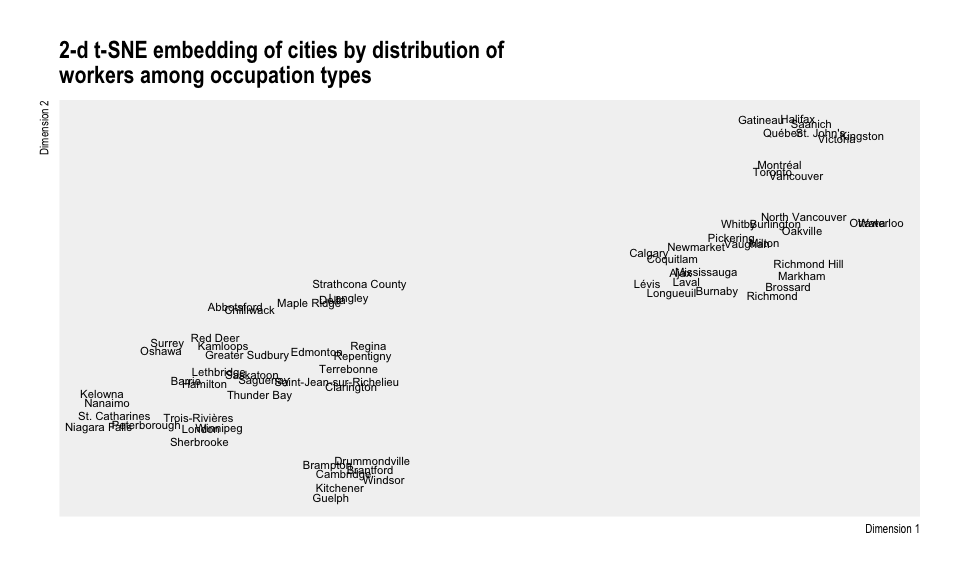 2-d t-SNE embedding of cities by distribution of
workers among occupation types
Dimension 2
Gatineau
Halifax
Saanich
Québec
St. John's
Victoria
Kingston
Montréal
Toronto
Vancouver
North Vancouver
Whitby
Burlington
Ottawa
Waterloo
Oakville
Pickering
Vaughan
Milton
Newmarket
Calgary
Coquitlam
Richmond Hill
Ajax
Mississauga
Markham
Lévis
Laval
Brossard
Longueuil
Burnaby
Richmond
Strathcona County
Delta
Langley
Maple Ridge
Abbotsford
Chilliwack
Red Deer
Surrey
Kamloops
Oshawa
Greater Sudbury
Edmonton
Regina
Repentigny
Terrebonne
Lethbridge
Saskatoon
Barrie
Hamilton
Saguenay
Saint-Jean-sur-Richelieu
Clarington
Kelowna
Nanaimo
Thunder Bay
St. Catharines
Niagara Falls
Peterborough
Trois-Rivières
London
Winnipeg
Sherbrooke
Drummondville
Brampton
Brantford
Cambridge
Windsor
Kitchener
Guelph
Dimension 1